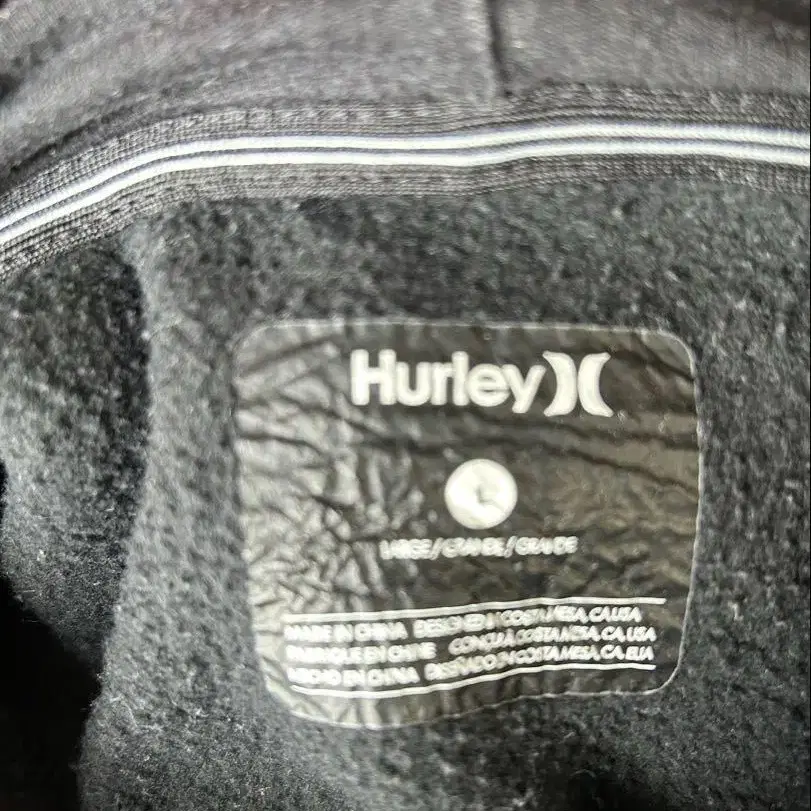 Hurley
L
LARGE/GRANDE/GRANDE
MADE IN CHINA DESIGNED IN COSTA MESA, CA USA
FABRIQUE EN CHINE CONÇU À COSTA MESA, CA, USA
HECHO EN CHINA DISEÑADO EN COSTA MESA, CA. EUA